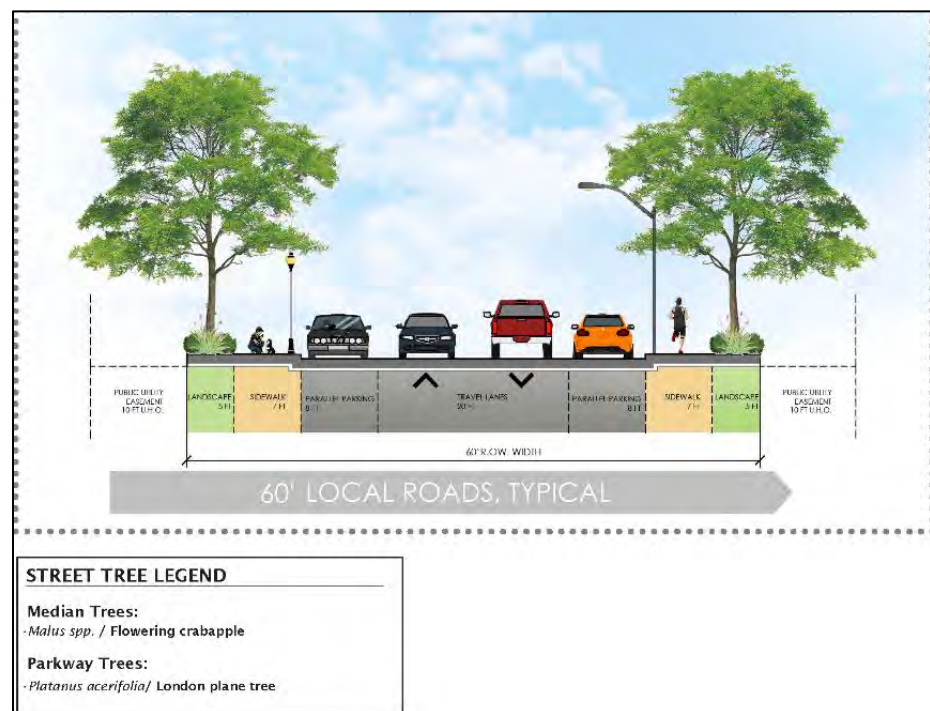 PUBLIC UTILITY
EASEMENT
10 FT U.H.O.
LANDSCAPE
5 FT
SIDEWALK
7 FT
PARALLEL PARKING
8 FT
TRAVEL LANES
20 FT
PARALLEL PARKING
8 FT
SIDEWALK
7 FT
LANDSCAPE
5 FT
PUBLIC UTILITY
EASEMENT
10 FT U.H.O.
60' R.O.W. WIDTH
60' LOCAL ROADS, TYPICAL
STREET TREE LEGEND
Median Trees:
·Malus spp. / Flowering crabapple
Parkway Trees:
·Platanus acerifolia/ London plane tree